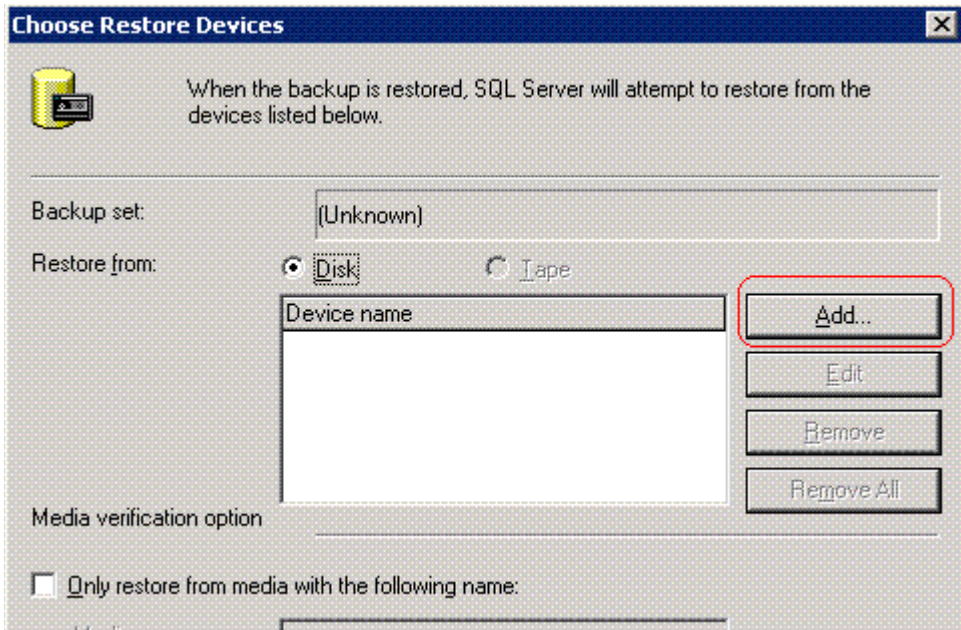 Choose Restore Devices
When the backup is restored, SQL Server will attempt to restore from the
devices listed below.
Backup set:
(Unknown)
Restore from:
Disk
Tape
Device name
Add...
Edit
Remove
Remove All
Media verification option
Only restore from media with the following name: